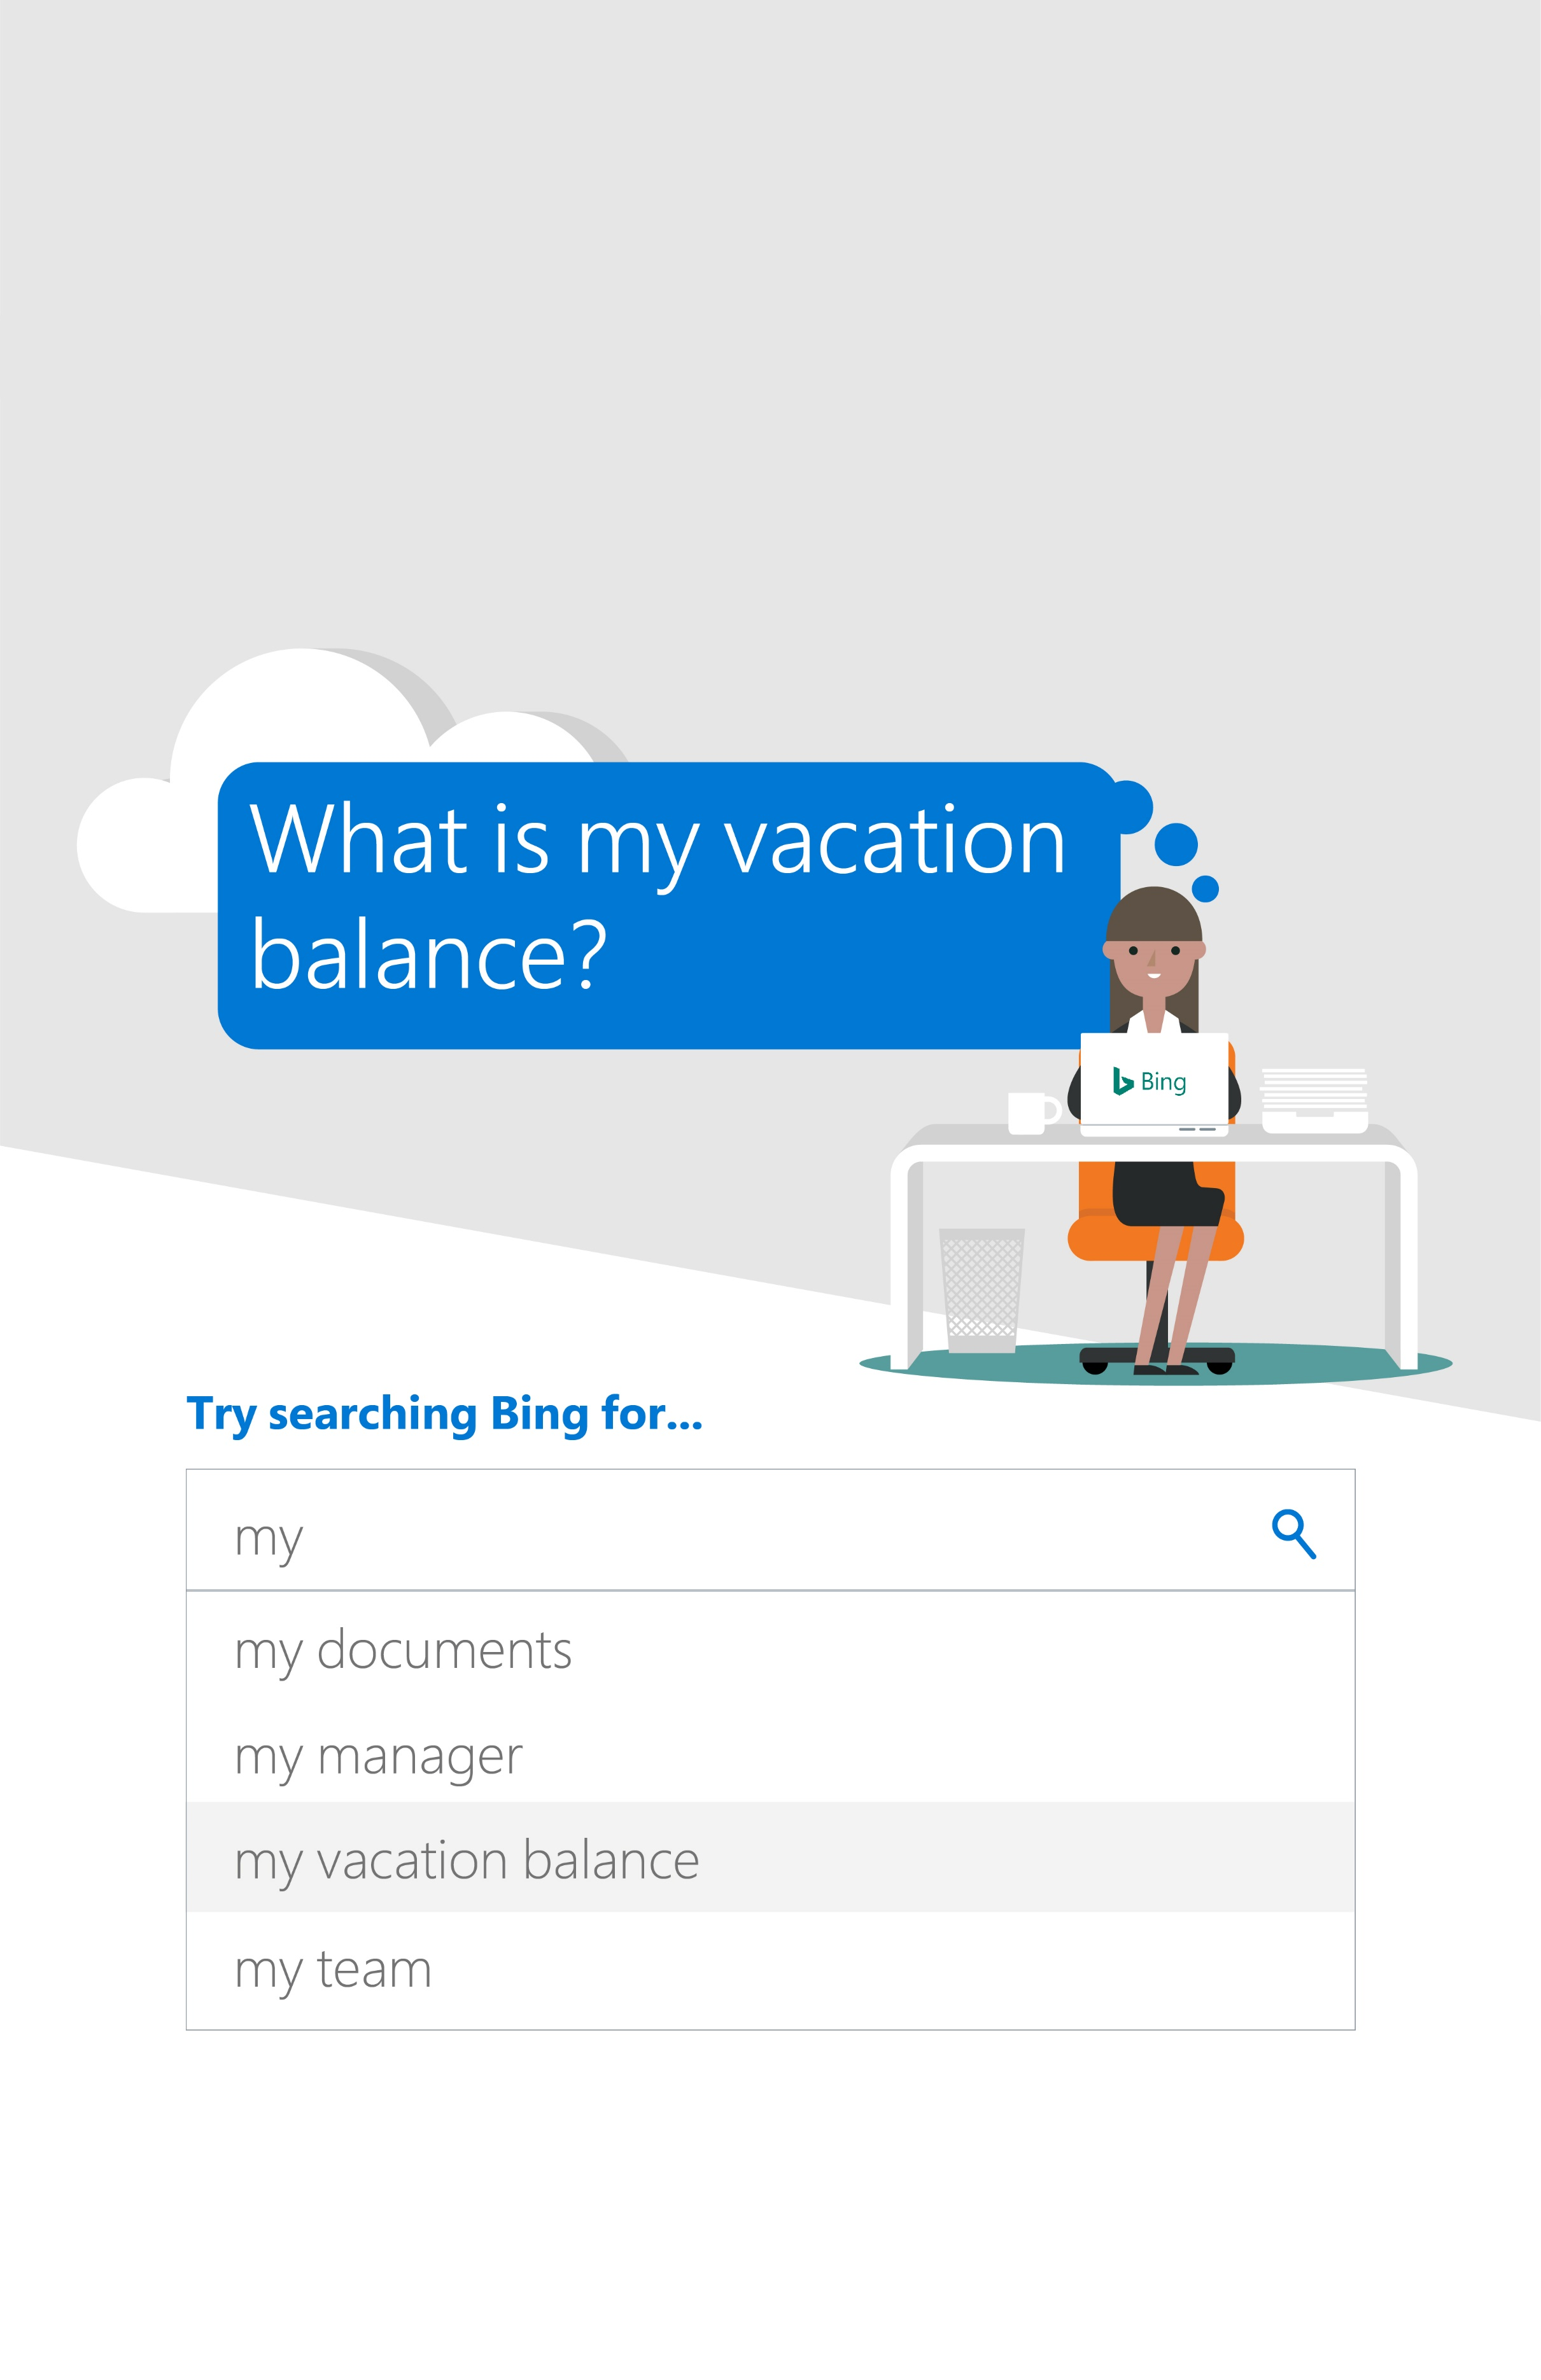 What is my vacation
balance?
Bing
Try searching Bing for...
my
my documents
my manager
my vacation balance
my team